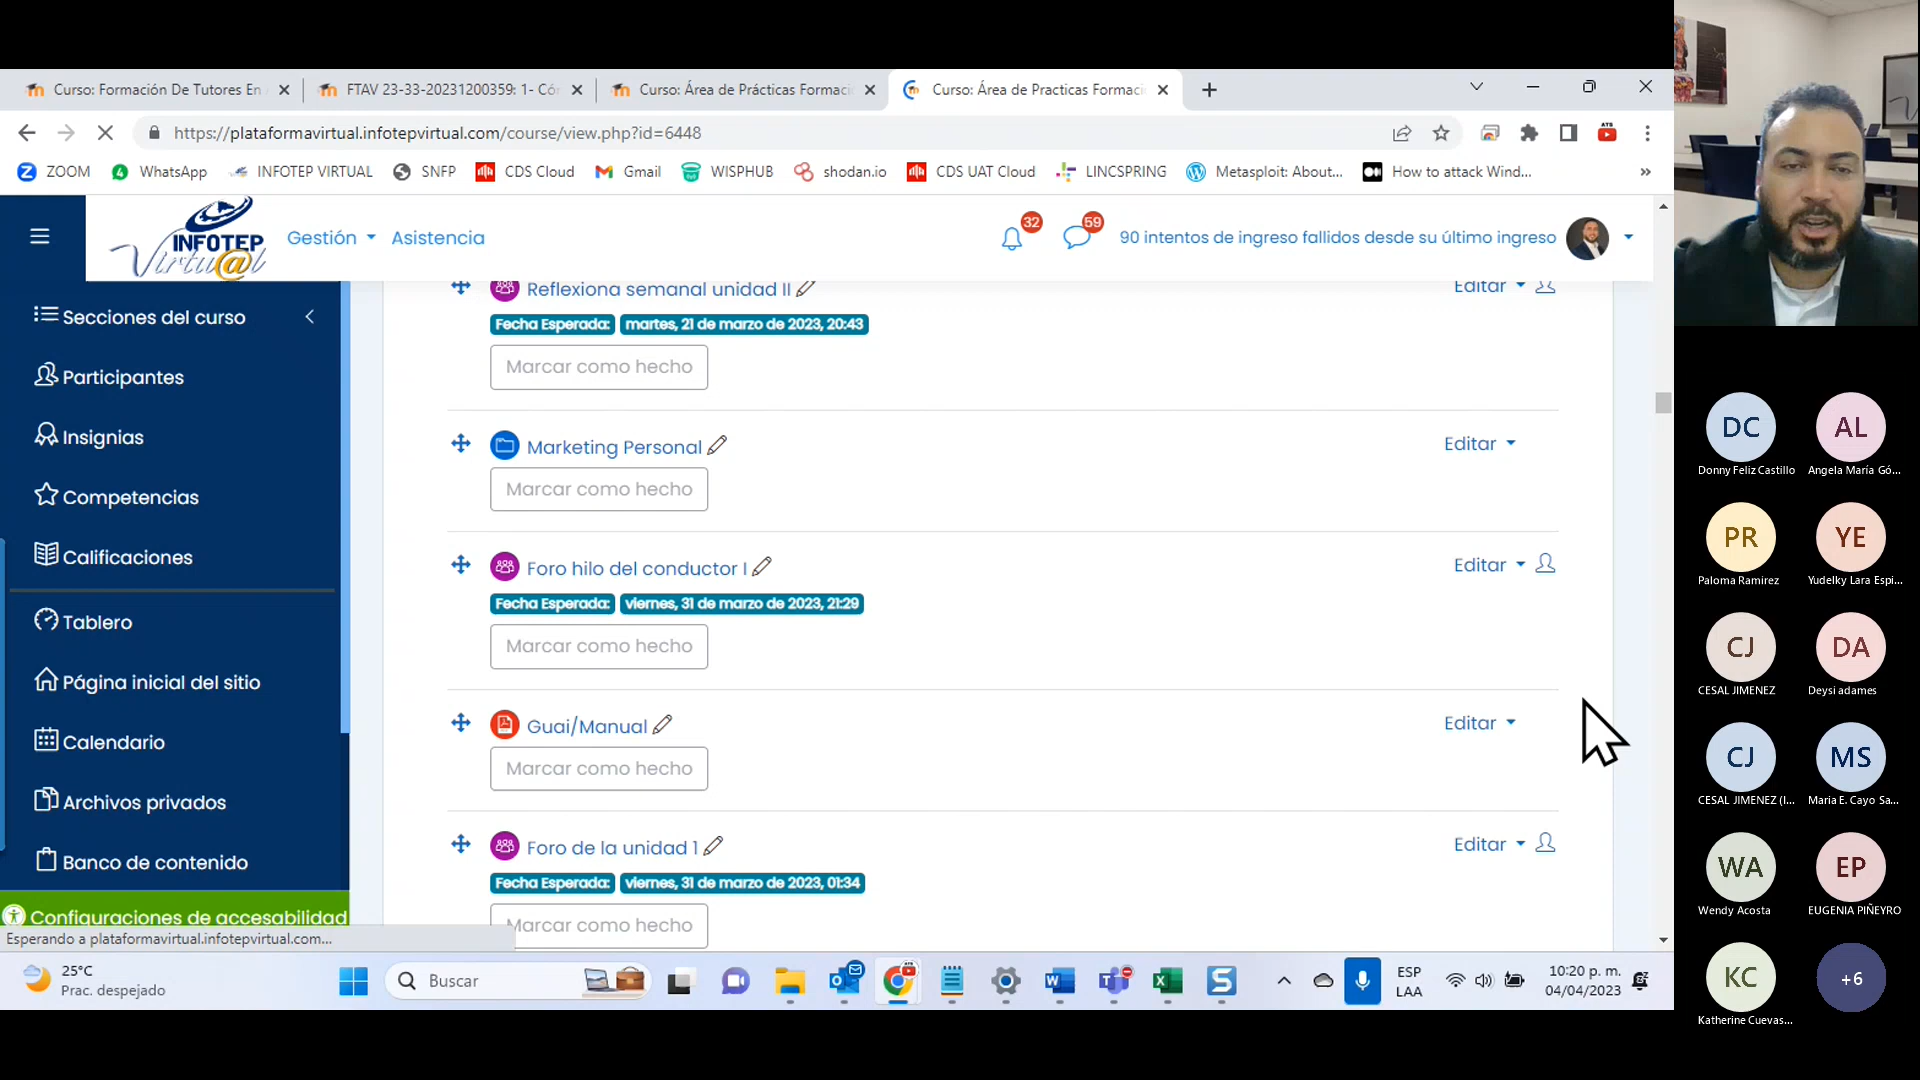 Curso: Formación De Tutores En
FTAV 23-33-20231200359: 1- Có
Curso: Área de Prácticas Formaci
Curso: Área de Practicas Formaci
https://plataformavirtual.infotepvirtual.com/course/view.php?id=6448
ZOOM
WhatsApp
INFOTEP VIRTUAL
SNFP
CDS Cloud
Gmail
WISPHUB
shodan.io
CDS UAT Cloud
LINCSPRING
Metasploit: About...
How to attack Wind...
INFOTEP
Virtu@l
Gestión
Asistencia
32
59
90 intentos de ingreso fallidos desde su último ingreso
Secciones del curso
Participantes
Insignias
Competencias
Calificaciones
Tablero
Página inicial del sitio
Calendario
Archivos privados
Banco de contenido
Configuraciones de accesabilidad
Esperando a plataformavirtual.infotepvirtual.com...
Reflexiona semanal unidad II
Editar
Fecha Esperada: martes, 21 de marzo de 2023, 20:43
Marcar como hecho
Marketing Personal
Editar
Marcar como hecho
Foro hilo del conductor I
Editar
Fecha Esperada: viernes, 31 de marzo de 2023, 21:29
Marcar como hecho
Guai/Manual
Editar
Marcar como hecho
Foro de la unidad 1
Editar
Fecha Esperada: viernes, 31 de marzo de 2023, 01:34
Marcar como hecho
25°C
Prac. despejado
Buscar
ESP
LAA
10:20 p. m.
04/04/2023
DC
Donny Feliz Castillo
AL
Angela María Gó...
PR
Paloma Ramirez
YE
Yudelky Lara Espi...
CJ
CESAL JIMENEZ
DA
Deysi adames
CJ
CESAL JIMENEZ (I...
MS
Maria E. Cayo Sa...
WA
Wendy Acosta
EP
EUGENIA PIÑEYRO
KC
Katherine Cuevas...
+6